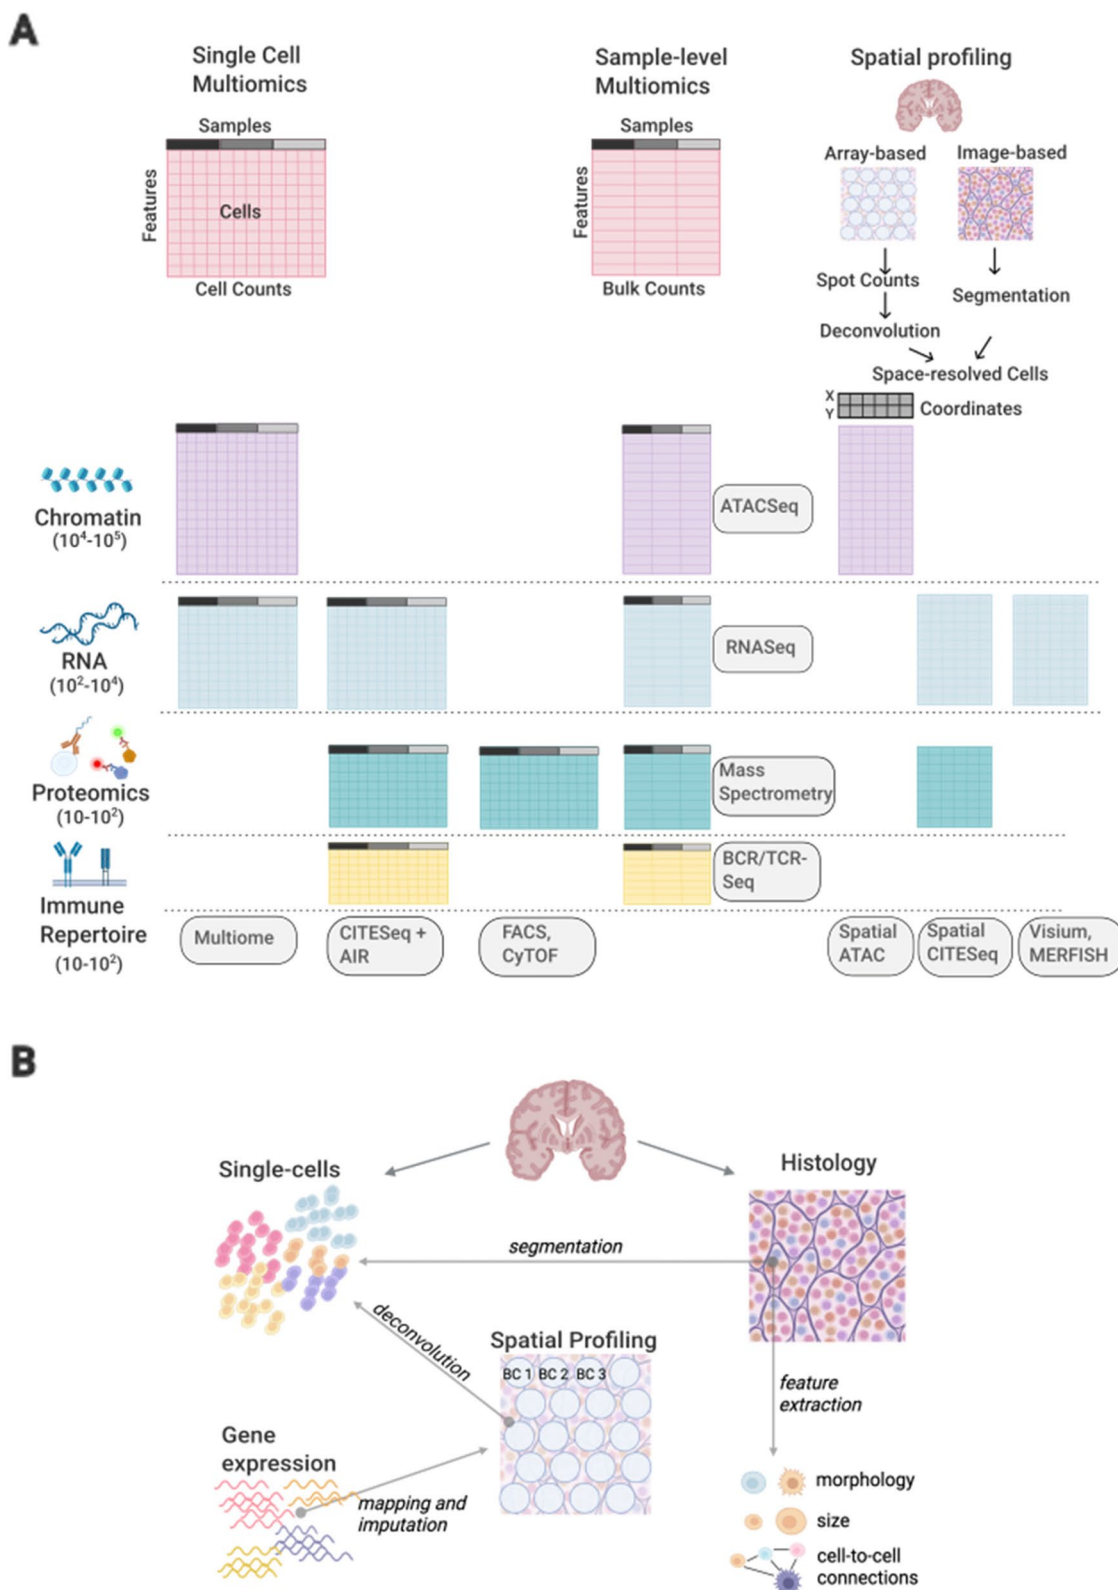 A
Single Cell
Multiomics
Samples
Features
Cells
Cell Counts
Sample-level
Multiomics
Samples
Features
Bulk Counts
Spatial profiling
Array-based
Image-based
Spot Counts
Segmentation
Deconvolution
Space-resolved Cells
X
Y
Coordinates
Chromatin
(10⁴-10⁵)
ATACSeq
RNA
(10²-10⁴)
RNASeq
Proteomics
(10-10²)
Mass
Spectrometry
Immune
Repertoire
(10-10²)
BCR/TCR-
Seq
Multiome
CITESeq +
AIR
FACS,
CyTOF
Spatial
ATAC
Spatial
CITESeq
Visium,
MERFISH
B
Single-cells
Histology
segmentation
deconvolution
Spatial Profiling
BC 1 BC 2 BC 3
feature
extraction
Gene
expression
mapping and
imputation
morphology
size
cell-to-cell
connections